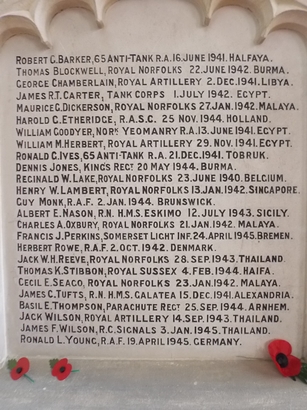 ROBERT G. BARKER, 65 ANTI-TANK R.A. 16. JUNE 1941. HALFAYA.
THOMAS BLOCKWELL, ROYAL NORFOLKS 22. JUNE 1942. BURMA.
GEORGE CHAMBERLAIN, ROYAL ARTILLERY 2. DEC. 1941. LIBYA.
JAMES R.T. CARTER, TANK CORPS 1. JULY 1942. EGYPT.
MAURICE G. DICKERSON, ROYAL NORFOLKS 27. JAN. 1942. MALAYA.
HAROLD C. ETHERIDGE, R.A.S.C. 25 NOV. 1944. HOLLAND.
WILLIAM GOODYER, NORK YEOMANRY R.A. 13. JUNE 1941. EGYPT.
WILLIAM M. HERBERT, ROYAL ARTILLERY 29. NOV. 1941. EGYPT.
RONALD G. IVES, 65 ANTI-TANK R.A. 21. DEC. 1941. TOBRUK.
DENNIS JONES, KINGS REGT 20 MAY 1944. BURMA.
REGINALD W. LAKE, ROYAL NORFOLKS 23. JUNE 1940. BELGIUM.
HENRY W. LAMBERT, ROYAL NORFOLKS 13. JAN. 1942. SINGAPORE.
GUY MONK, R.A.F. 2. JAN. 1944. BRUNSWICK.
ALBERT E. NASON, R.N. H.M.S. ESKIMO 12. JULY 1943. SICILY.
CHARLES A. OXBURY, ROYAL NORFOLKS 21. JAN 1942. MALAYA.
FRANCIS J. PERKINS, SOMERSET LIGHT INF. 24. APRIL 1945. BREMEN.
HERBERT ROWE, R.A.F. 2. OCT. 1942. DENMARK.
JACK W.H. REEVE, ROYAL NORFOLKS 28. SEP. 1943. THAILAND.
THOMAS K. STIBBON, ROYAL SUSSEX 4. FEB. 1944. HAIFA.
CECIL E. SEAGO, ROYAL NORFOLKS 23. JAN. 1942. MALAYA.
JAMES C. TUFTS, R.N. H.M.S. GALATEA 15. DEC. 1941. ALEXANDRIA.
BASIL E. THOMPSON, PARACHUTE REGT 25. SEP. 1944. ARNHEM.
JACK WILSON, ROYAL ARTILLERY 14. SEP. 1943. THAILAND.
JAMES F. WILSON, R.C. SIGNALS 3. JAN. 1945. THAILAND.
RONALD L. YOUNG, R.A.F. 19. APRIL 1945. GERMANY.